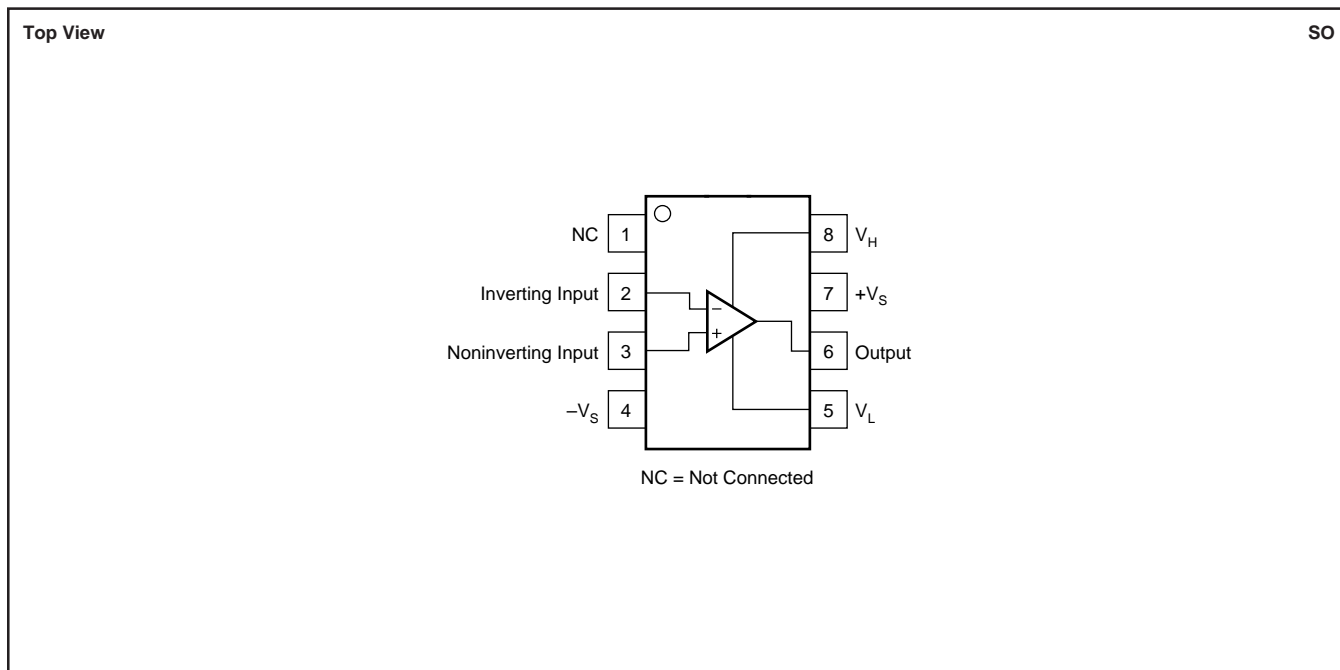 Top View
SO
NC 1
8 V_H
Inverting Input 2
−
7 +V_S
+
Noninverting Input 3
6 Output
–V_S 4
5 V_L
NC = Not Connected